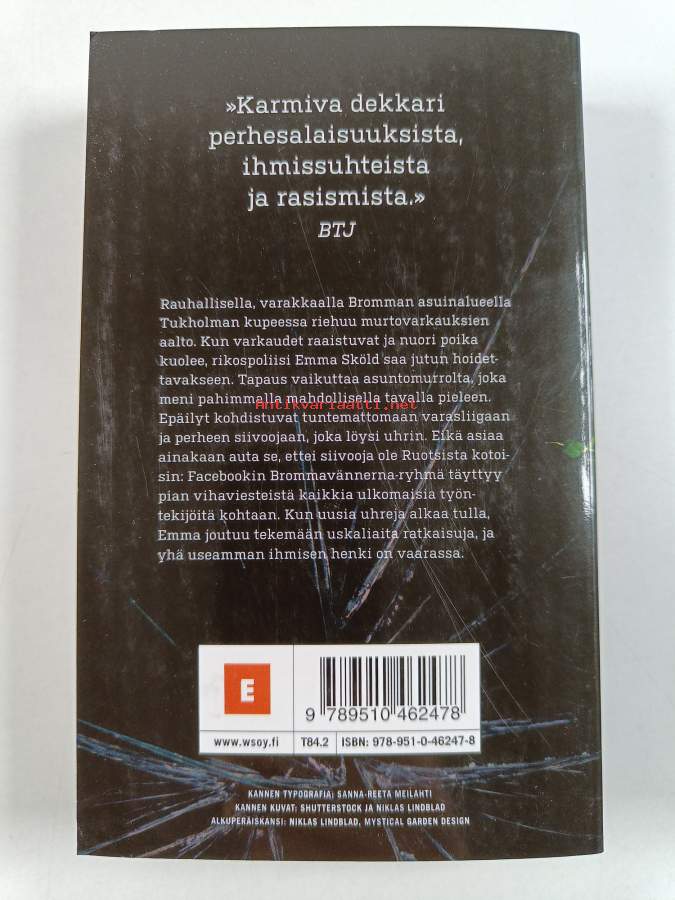 »Karmiva dekkari
perhesalaisuuksista,
ihmissuhteista
ja rasismista.»
BTJ
Rauhallisella, varakkaalla Bromman asuinalueella
Tukholman kupeessa riehuu murtovarkauksien
aalto. Kun varkaudet raaistuvat ja nuori poika
kuolee, rikospoliisi Emma Sköld saa jutun hoidet-
tavakseen. Tapaus vaikuttaa asuntomurrolta, joka
meni pahimmalla mahdollisella tavalla pieleen.
Antikvariaatti.net
Epäilyt kohdistuvat tuntemattomaan varasliigaan
ja perheen siivoojaan, joka löysi uhrin. Eikä asiaa
ainakaan auta se, ettei siivooja ole Ruotsista kotoi-
sin: Facebookin Brommavännerna-ryhmä täyttyy
pian vihaviesteistä kaikkia ulkomaisia työn-
tekijöitä kohtaan. Kun uusia uhreja alkaa tulla,
Emma joutuu tekemään uskaliaita ratkaisuja, ja
yhä useamman ihmisen henki on vaarassa.
E
9 789510 462478
www.wsoy.fi T84.2 ISBN: 978-951-0-46247-8
KANNEN TYPOGRAFIA: SANNA-REETA MEILAHTI
KANNEN KUVAT: SHUTTERSTOCK JA NIKLAS LINDBLAD
ALKUPERÄISKANSI: NIKLAS LINDBLAD, MYSTICAL GARDEN DESIGN